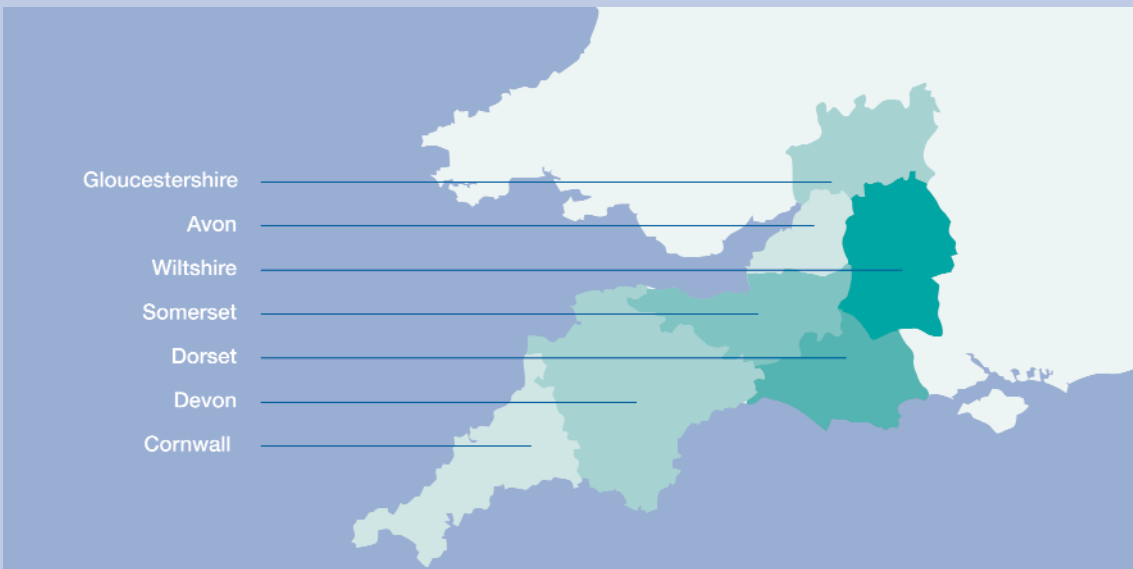 Gloucestershire
Avon
Wiltshire
Somerset
Dorset
Devon
Cornwall